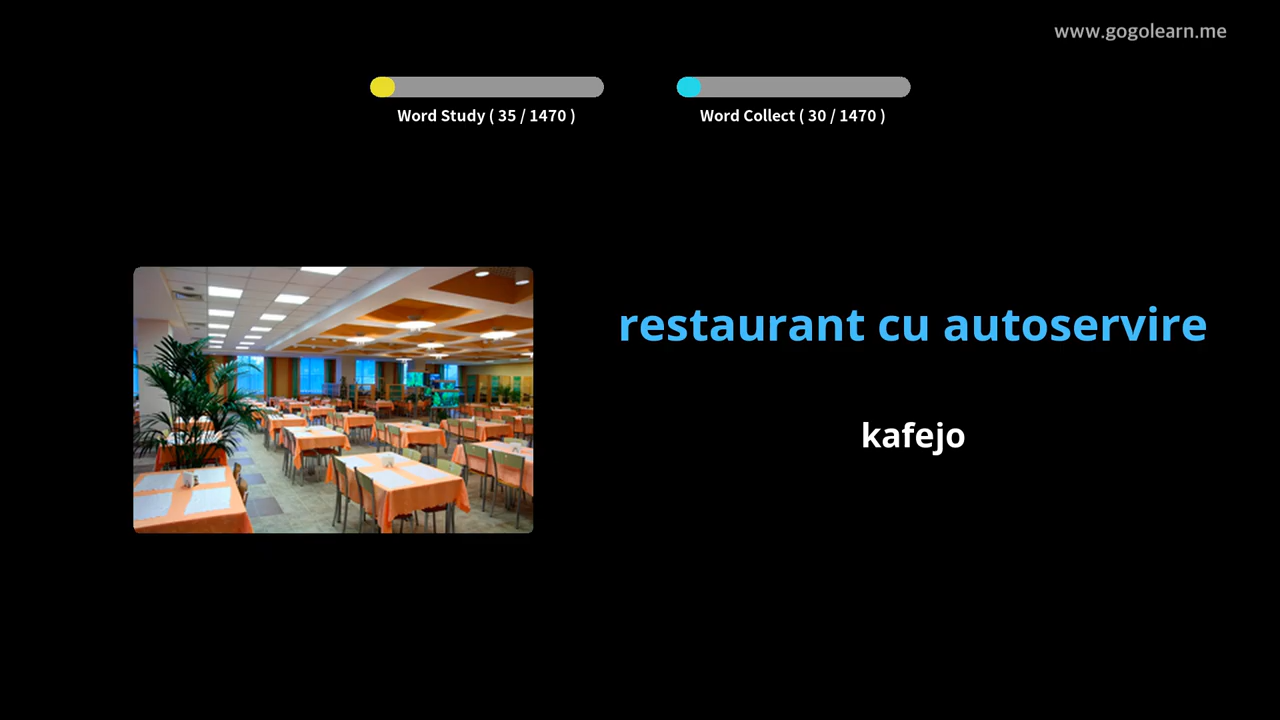 www.gogolearn.me
Word Study ( 35 / 1470 )
Word Collect ( 30 / 1470 )
restaurant cu autoservire
kafejo